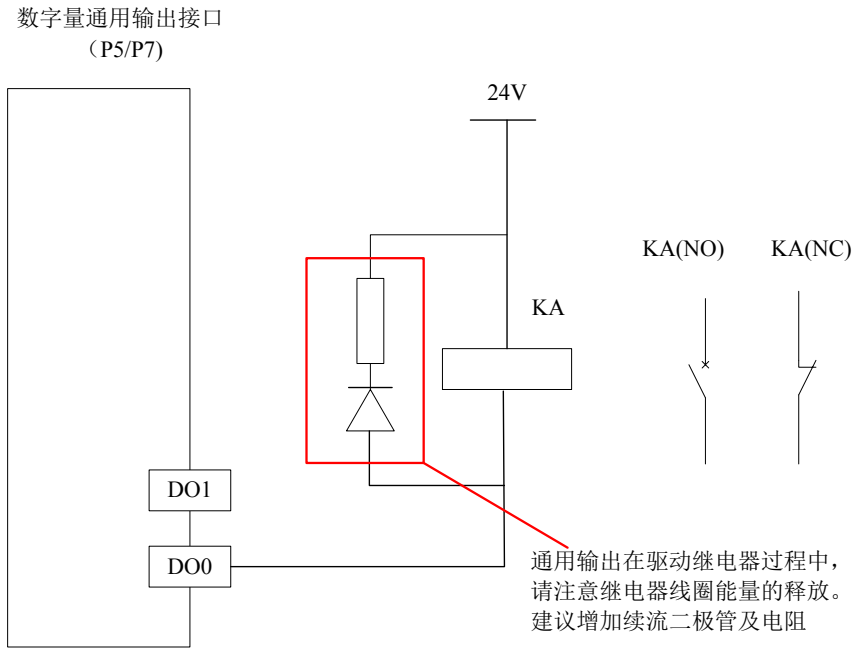 数字量通用输出接口
（P5/P7)
24V
KA(NO)
KA(NC)
KA
DO1
DO0
通用输出在驱动继电器过程中，
请注意继电器线圈能量的释放。
建议增加续流二极管及电阻